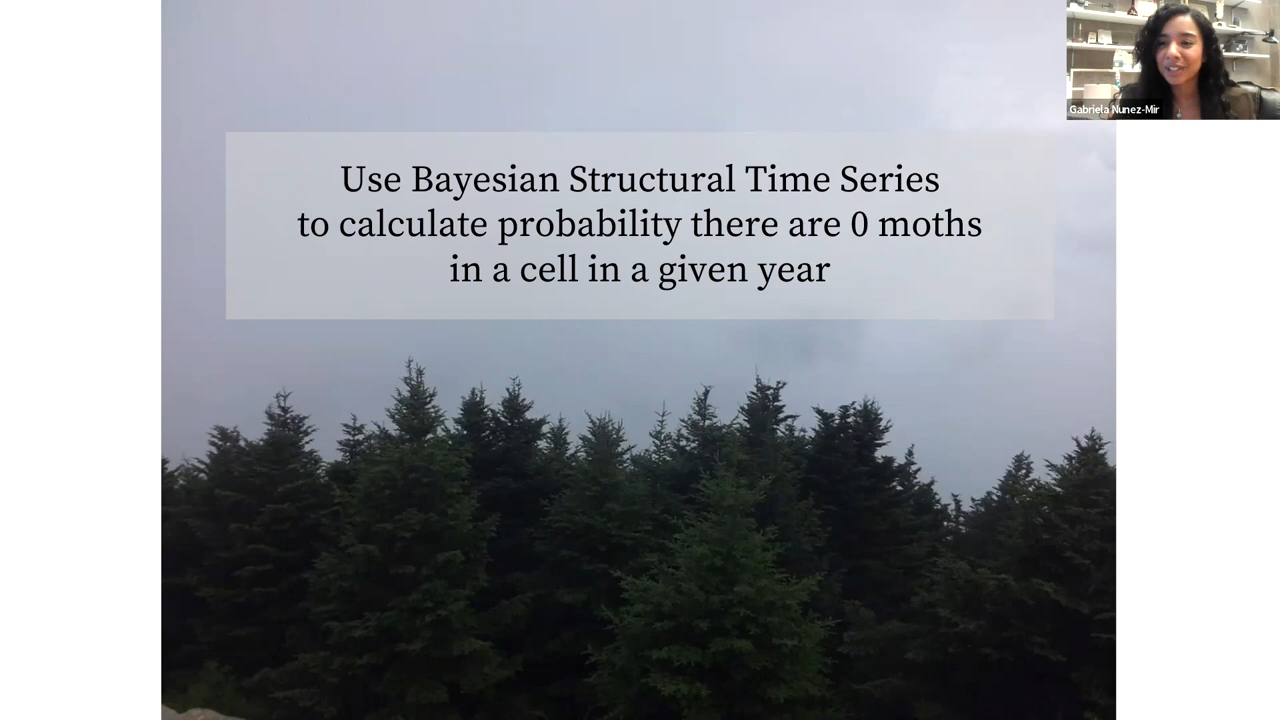 Use Bayesian Structural Time Series
to calculate probability there are 0 moths
in a cell in a given year
Gabriela Nunez-Mir